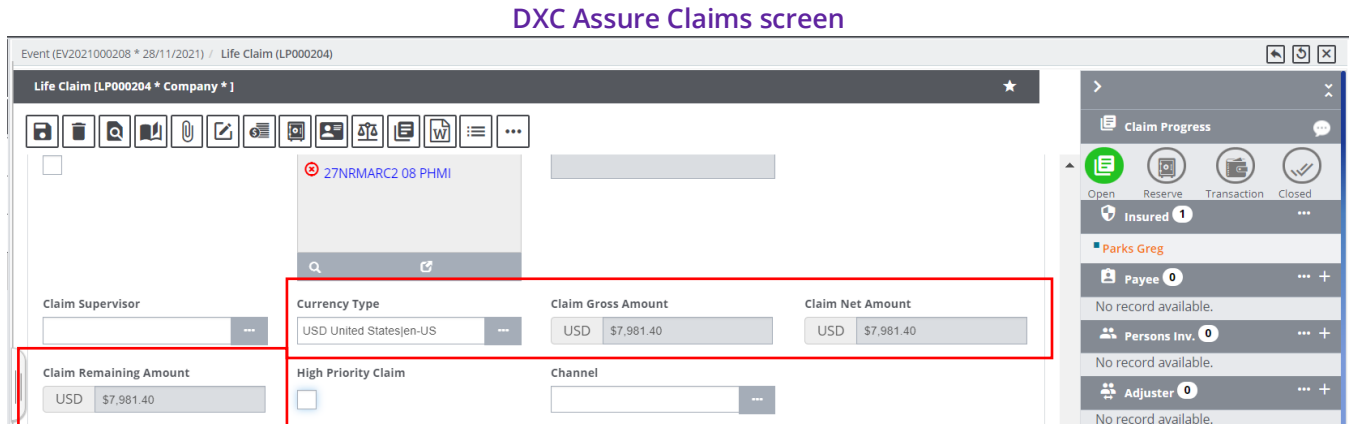 DXC Assure Claims screen
Event (EV2021000208 * 28/11/2021) / Life Claim (LP000204)
Life Claim [LP000204 * Company * ]
Claim Progress
27NRMARC2 08 PHMI
Open Reserve Transaction Closed
Insured 1
Parks Greg
Payee 0
Claim Supervisor Currency Type Claim Gross Amount Claim Net Amount
No record available.
USD United States|en-US USD $7,981.40 USD $7,981.40
Persons Inv. 0
No record available.
Claim Remaining Amount High Priority Claim Channel
Adjuster 0
USD $7,981.40
No record available.